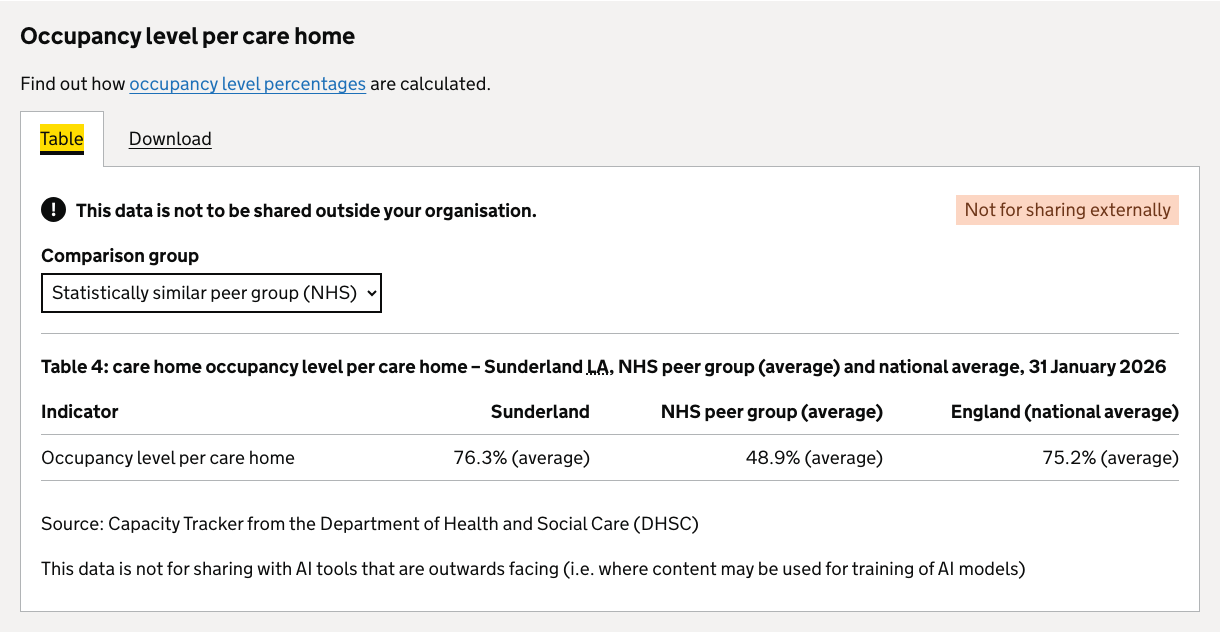 Occupancy level per care home
Find out how occupancy level percentages are calculated.
Table Download
! This data is not to be shared outside your organisation. Not for sharing externally
Comparison group
Statistically similar peer group (NHS)
Table 4: care home occupancy level per care home – Sunderland LA, NHS peer group (average) and national average, 31 January 2026
Indicator Sunderland NHS peer group (average) England (national average)
Occupancy level per care home 76.3% (average) 48.9% (average) 75.2% (average)
Source: Capacity Tracker from the Department of Health and Social Care (DHSC)
This data is not for sharing with AI tools that are outwards facing (i.e. where content may be used for training of AI models)